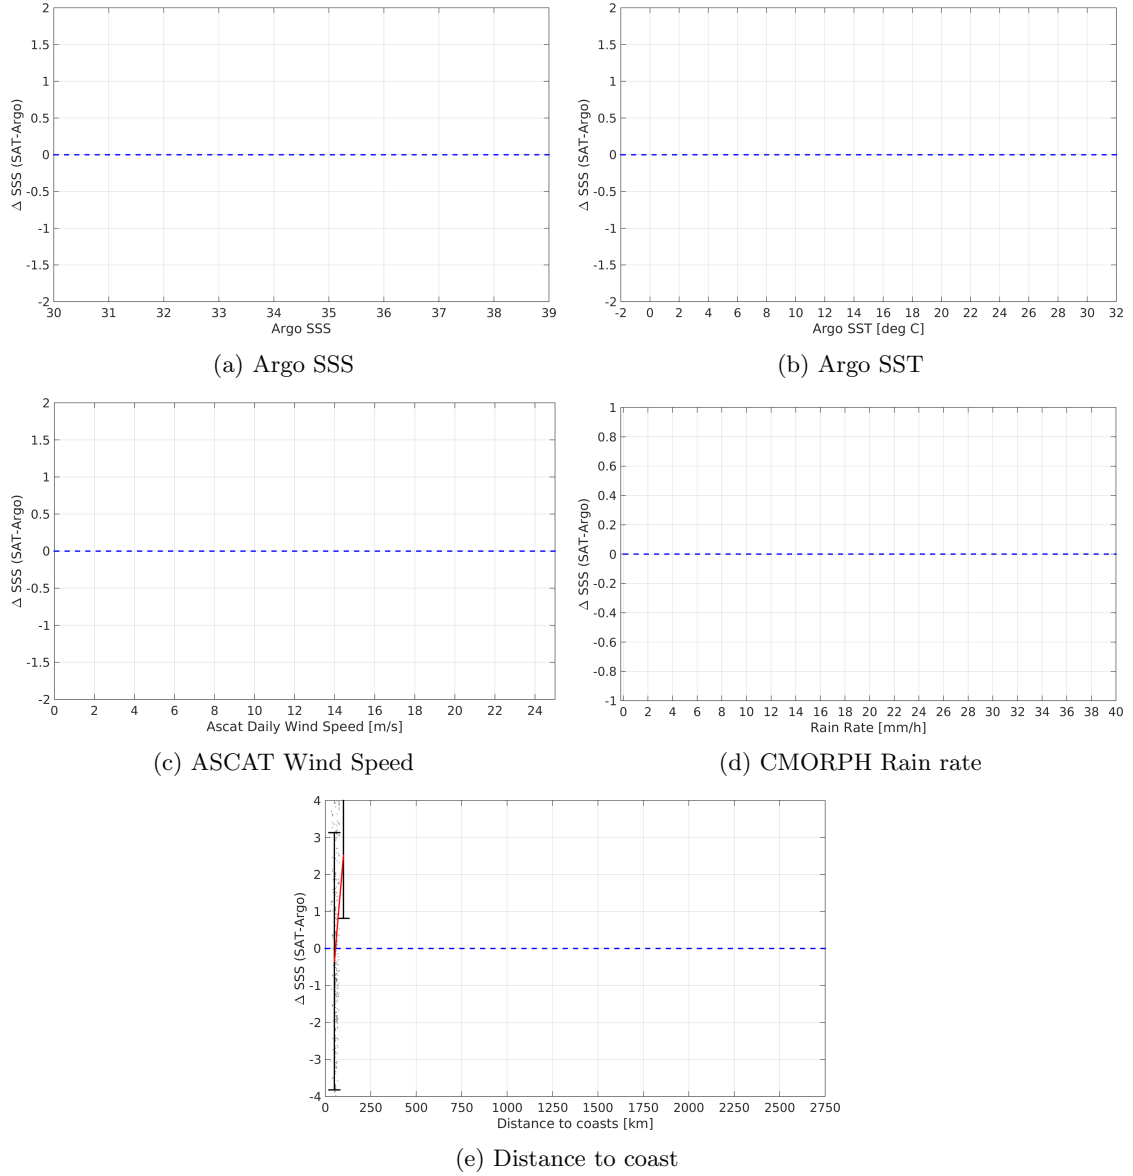 2
1.5
1
0.5
0
-0.5
-1
-1.5
-2
Δ SSS (SAT-Argo)
30 31 32 33 34 35 36 37 38 39
Argo SSS
(a) Argo SSS
2
1.5
1
0.5
0
-0.5
-1
-1.5
-2
Δ SSS (SAT-Argo)
-2 0 2 4 6 8 10 12 14 16 18 20 22 24 26 28 30 32
Argo SST [deg C]
(b) Argo SST
2
1.5
1
0.5
0
-0.5
-1
-1.5
-2
Δ SSS (SAT-Argo)
0 2 4 6 8 10 12 14 16 18 20 22 24
Ascat Daily Wind Speed [m/s]
(c) ASCAT Wind Speed
1
0.8
0.6
0.4
0.2
0
-0.2
-0.4
-0.6
-0.8
-1
Δ SSS (SAT-Argo)
0 2 4 6 8 10 12 14 16 18 20 22 24 26 28 30 32 34 36 38 40
Rain Rate [mm/h]
(d) CMORPH Rain rate
4
3
2
1
0
-1
-2
-3
-4
Δ SSS (SAT-Argo)
0 250 500 750 1000 1250 1500 1750 2000 2250 2500 2750
Distance to coasts [km]
(e) Distance to coast